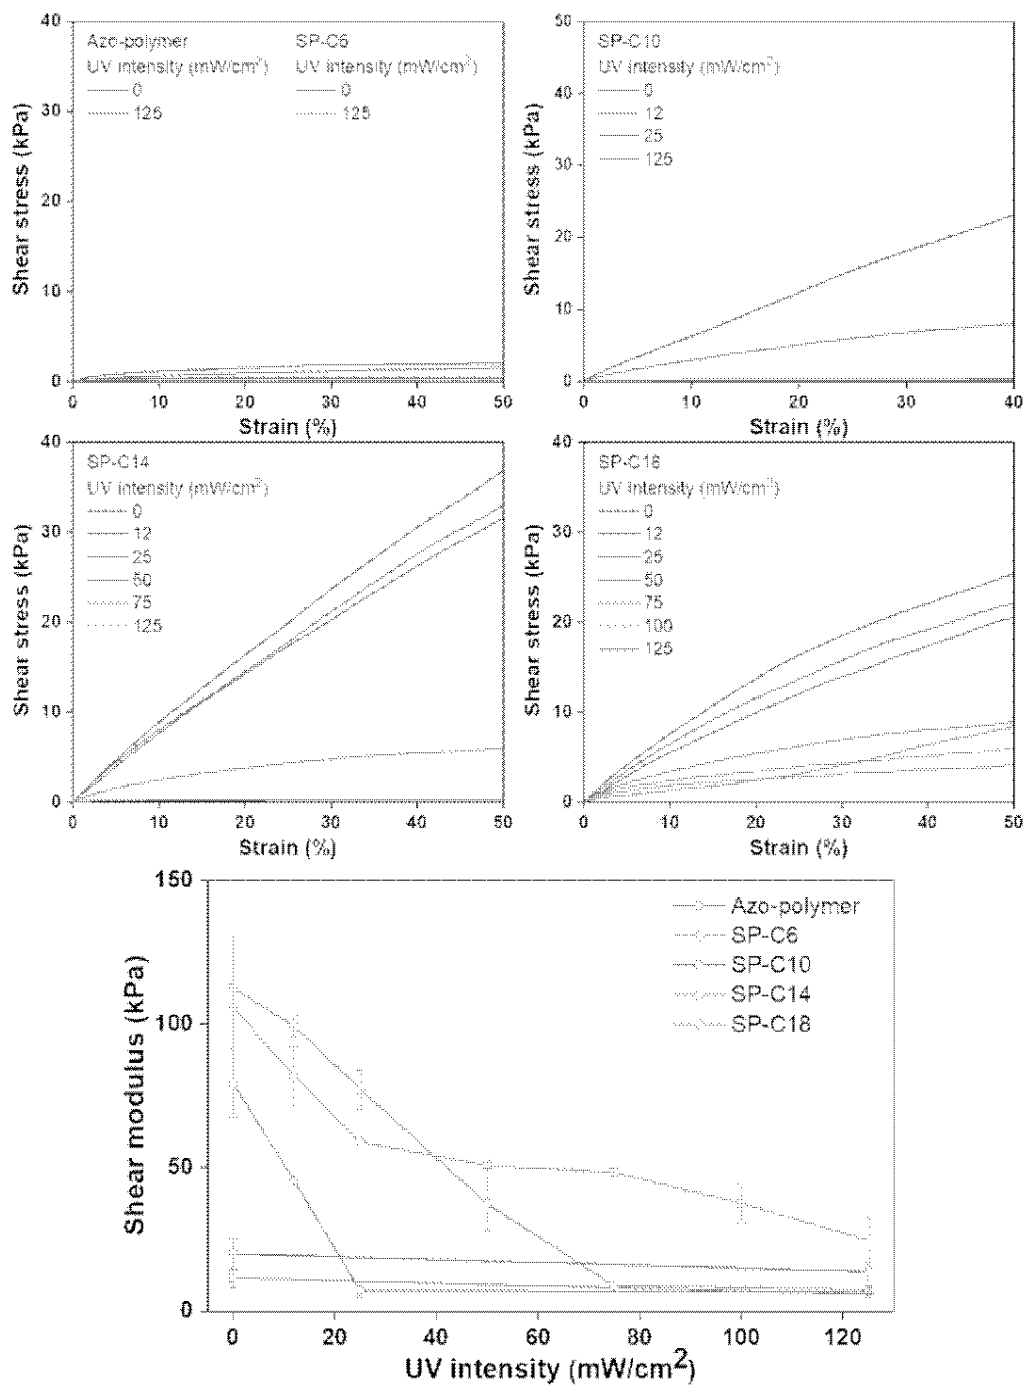 Azo-polymer
UV intensity (mW/cm²)
0
125
SP-C6
UV intensity (mW/cm²)
0
125
Shear stress (kPa)
40
30
20
10
0
0 10 20 30 40 50
Strain (%)
SP-C10
UV intensity (mW/cm²)
0
12
25
125
Shear stress (kPa)
50
40
30
20
10
0
0 10 20 30 40
Strain (%)
SP-C14
UV intensity (mW/cm²)
0
12
25
50
75
125
Shear stress (kPa)
40
30
20
10
0
0 10 20 30 40 50
Strain (%)
SP-C18
UV intensity (mW/cm²)
0
12
25
50
75
100
125
Shear stress (kPa)
40
30
20
10
0
0 10 20 30 40 50
Strain (%)
Azo-polymer
SP-C6
SP-C10
SP-C14
SP-C18
Shear modulus (kPa)
150
100
50
0
0 20 40 60 80 100 120
UV intensity (mW/cm²)